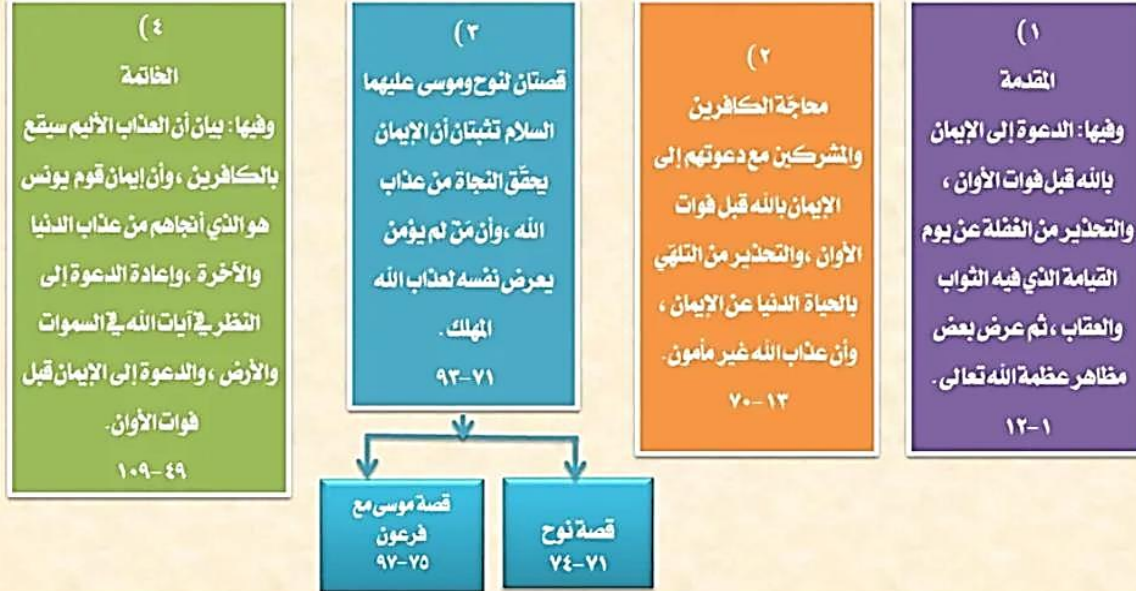 ١)
المقدمة
وفيها: الدعوة إلى الإيمان
بالله قبل فوات الأوان ،
والتحذير من الغفلة عن يوم
القيامة الذي فيه الثواب
والعقاب ، ثم عرض بعض
مظاهر عظمة الله تعالى.
١-١٢
٢)
محاجّة الكافرين
والمشركين مع دعوتهم إلى
الإيمان بالله قبل فوات
الأوان ،والتحذير من التلهّي
بالحياة الدنيا عن الإيمان ،
وأن عذاب الله غير مأمون.
١٣-٧٠
٣)
قصتان لنوح وموسى عليهما
السلام تثبتان أن الإيمان
يحقّق النجاة من عذاب
الله ،وأن مَنْ لم يؤمن
يعرض نفسه لعذاب الله
المهلك .
٧١-٩٣
قصة نوح
٧١-٧٤
قصة موسى مع
فرعون
٧٥-٩٧
٤)
الخاتمة
وفيها: بيان أن العذاب الأليم سيقع
بالكافرين ،وأن إيمان قوم يونس
هو الذي أنجاهم من عذاب الدنيا
والآخرة ،وإعادة الدعوة إلى
النظر في آيات الله في السموات
والأرض ،والدعوة إلى الإيمان قبل
فوات الأوان.
٤٩-١٠٩